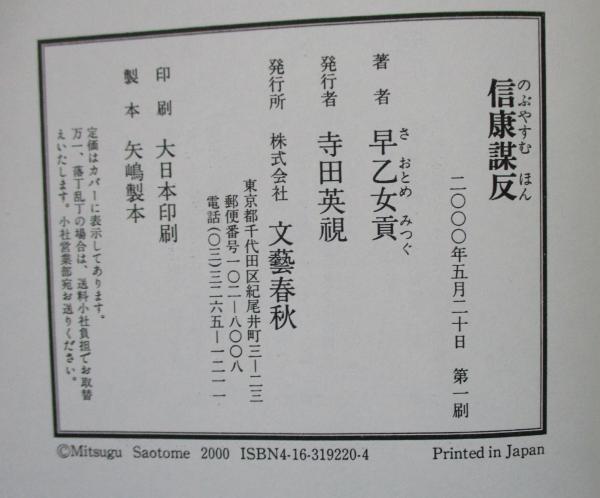 信康謀反
のぶやすむほん
二〇〇〇年五月二十日　第一刷
著者　早乙女貢
さおとめ　みつぐ
発行者　寺田英視
発行所　株式会社　文藝春秋
東京都千代田区紀尾井町三―二三
郵便番号一〇二―八〇〇八
電話(〇三)三二六五―一二一一
印刷　大日本印刷
製本　矢嶋製本
定価はカバーに表示してあります。
万一、落丁乱丁の場合は、送料小社負担でお取替
えいたします。小社営業部宛お送りください。
©Mitsugu Saotome 2000 ISBN4-16-319220-4
Printed in Japan